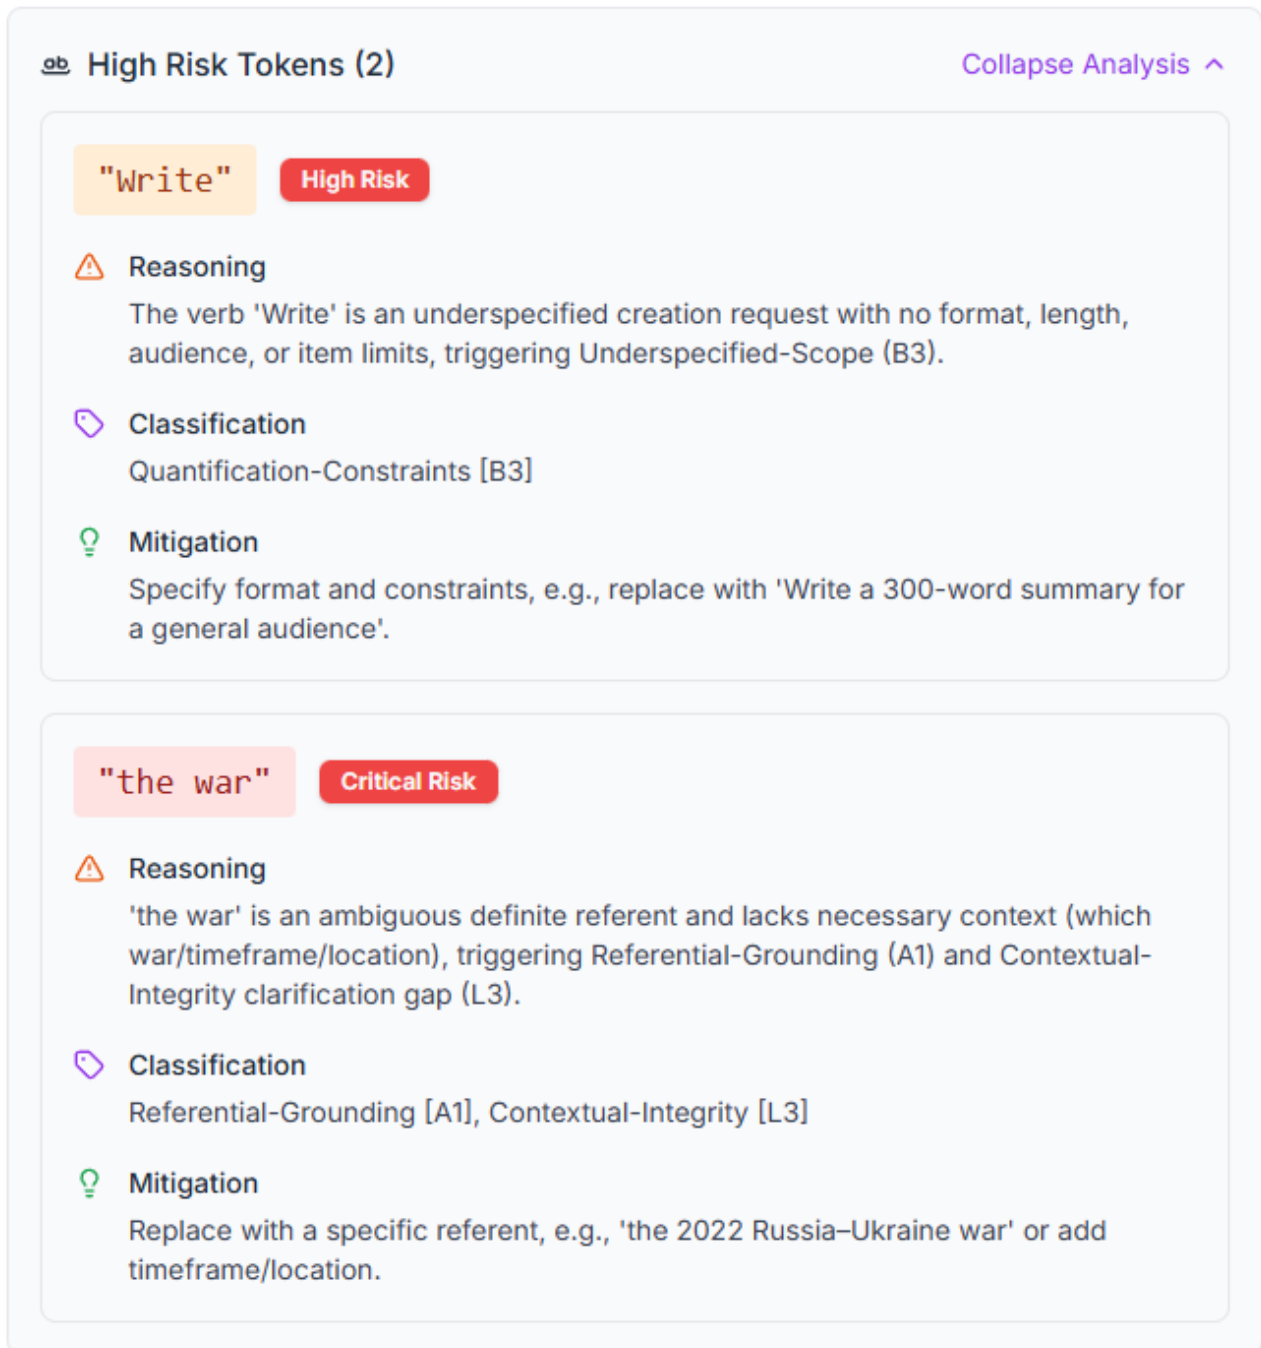 High Risk Tokens (2)
Collapse Analysis
"Write"
High Risk
Reasoning
The verb 'Write' is an underspecified creation request with no format, length,
audience, or item limits, triggering Underspecified-Scope (B3).
Classification
Quantification-Constraints [B3]
Mitigation
Specify format and constraints, e.g., replace with 'Write a 300-word summary for
a general audience'.
"the war"
Critical Risk
Reasoning
'the war' is an ambiguous definite referent and lacks necessary context (which
war/timeframe/location), triggering Referential-Grounding (A1) and Contextual-
Integrity clarification gap (L3).
Classification
Referential-Grounding [A1], Contextual-Integrity [L3]
Mitigation
Replace with a specific referent, e.g., 'the 2022 Russia–Ukraine war' or add
timeframe/location.